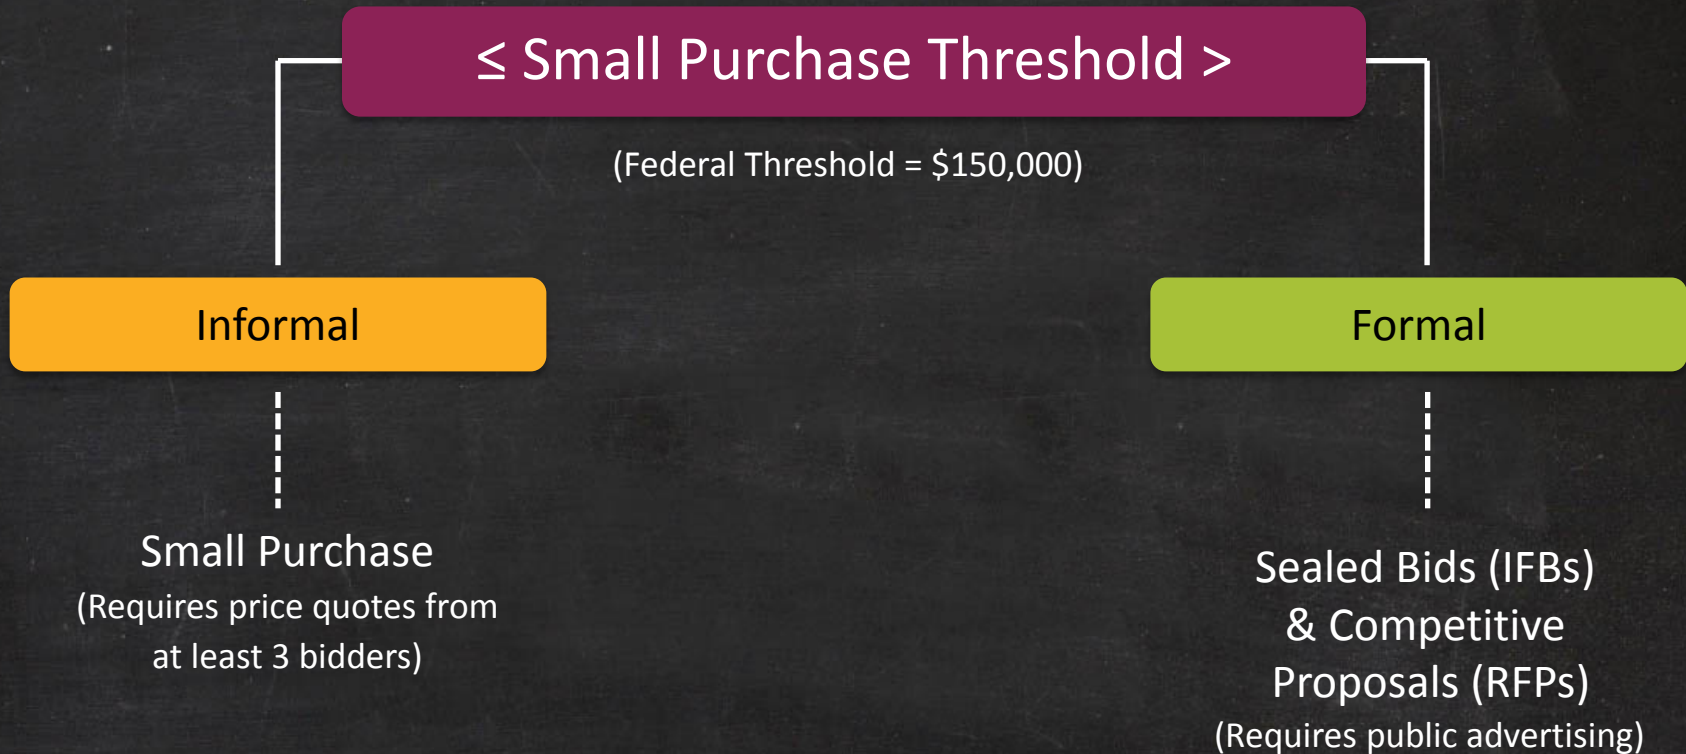 ≤ Small Purchase Threshold >
(Federal Threshold = $150,000)
Informal
Formal
Small Purchase
(Requires price quotes from
at least 3 bidders)
Sealed Bids (IFBs)
& Competitive
Proposals (RFPs)
(Requires public advertising)